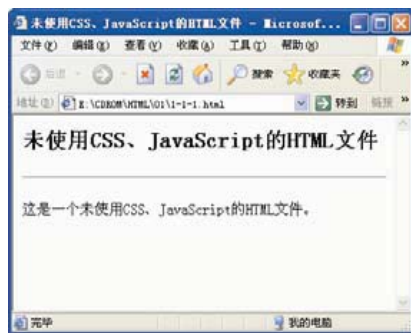 未使用CSS、JavaScript的HTML文件 - Microsof...
文件(F) 编辑(E) 查看(V) 收藏(A) 工具(T) 帮助(H)
后退 搜索 收藏夹
地址(D) E:\CDROM\HTML\01\1-1-1.html 转到 链接
未使用CSS、JavaScript的HTML文件
这是一个未使用CSS、JavaScript的HTML文件。
完毕 我的电脑